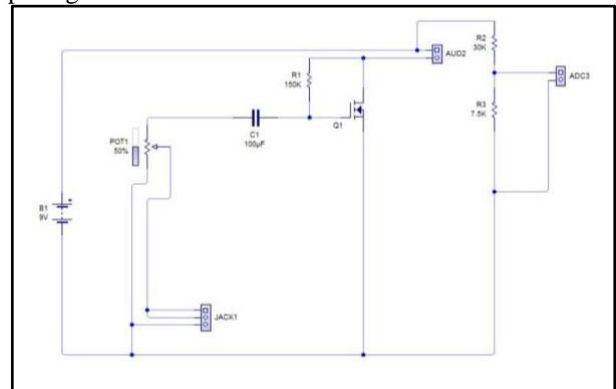 R2
30K
AUD2
ADC3
R1
150K
R3
7.5K
Q1
C1
100µF
POT1
50%
B1
9V
JACK1